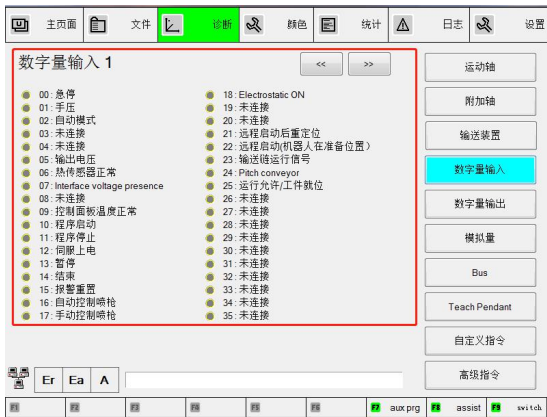 主页面 文件 诊断 颜色 统计 日志 设置
数字量输入 1 << >>
00: 急停
01: 手压
02: 自动模式
03: 未连接
04: 未连接
05: 输出电压
06: 热传感器正常
07: Interface voltage presence
08: 未连接
09: 控制面板温度正常
10: 程序启动
11: 程序停止
12: 伺服上电
13: 暂停
14: 结束
15: 报警重置
16: 自动控制喷枪
17: 手动控制喷枪
18: Electrostatic ON
19: 未连接
20: 未连接
21: 远程启动后重定位
22: 远程启动(机器人在准备位置)
23: 输送链运行信号
24: Pitch conveyor
25: 运行允许/工件就位
26: 未连接
27: 未连接
28: 未连接
29: 未连接
30: 未连接
31: 未连接
32: 未连接
33: 未连接
34: 未连接
35: 未连接
运动轴
附加轴
输送装置
数字量输入
数字量输出
模拟量
Bus
Teach Pendant
自定义指令
高级指令
Er Ea A
F1 F2 F3 F4 F5 F6 F7 aux prg F8 assist F9 switch